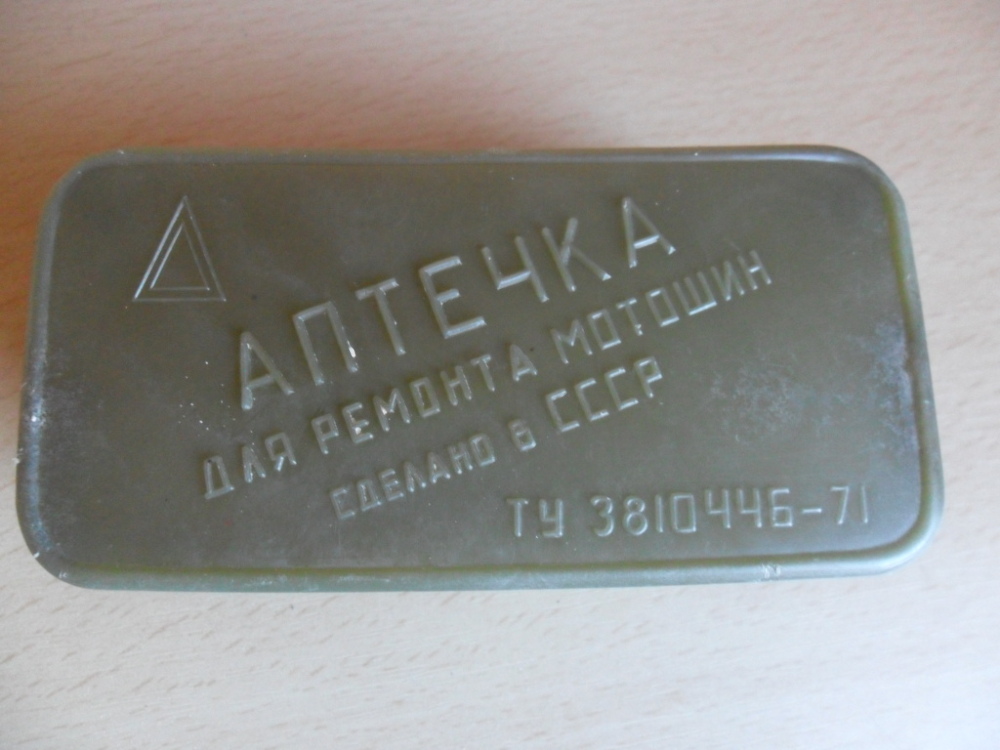 АПТЕЧКА
ДЛЯ РЕМОНТА МОТОШИН
СДЕЛАНО В СССР
ТУ 3810446-71